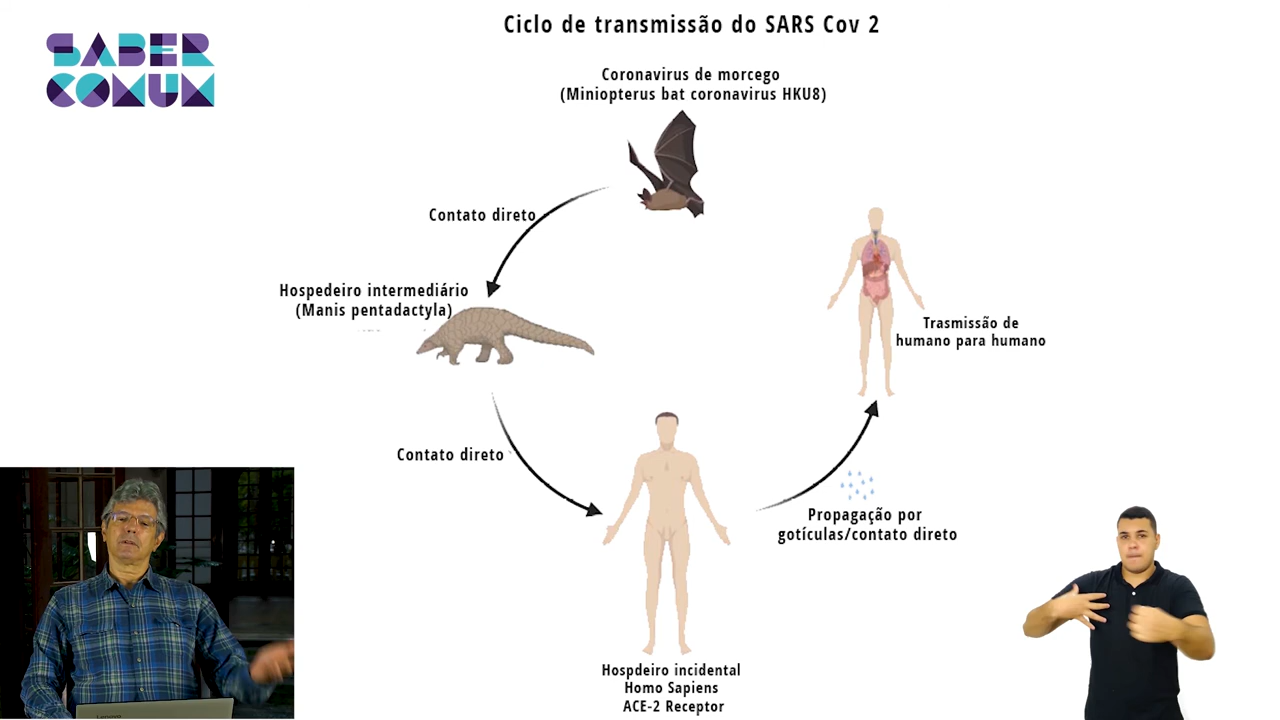 SABER
COMUM
Ciclo de transmissão do SARS Cov 2
Coronavirus de morcego
(Miniopterus bat coronavirus HKU8)
Contato direto
Hospedeiro intermediário
(Manis pentadactyla)
Trasmissão de
humano para humano
Contato direto
Propagação por
gotículas/contato direto
Hospdeiro incidental
Homo Sapiens
ACE-2 Receptor
Lenovo